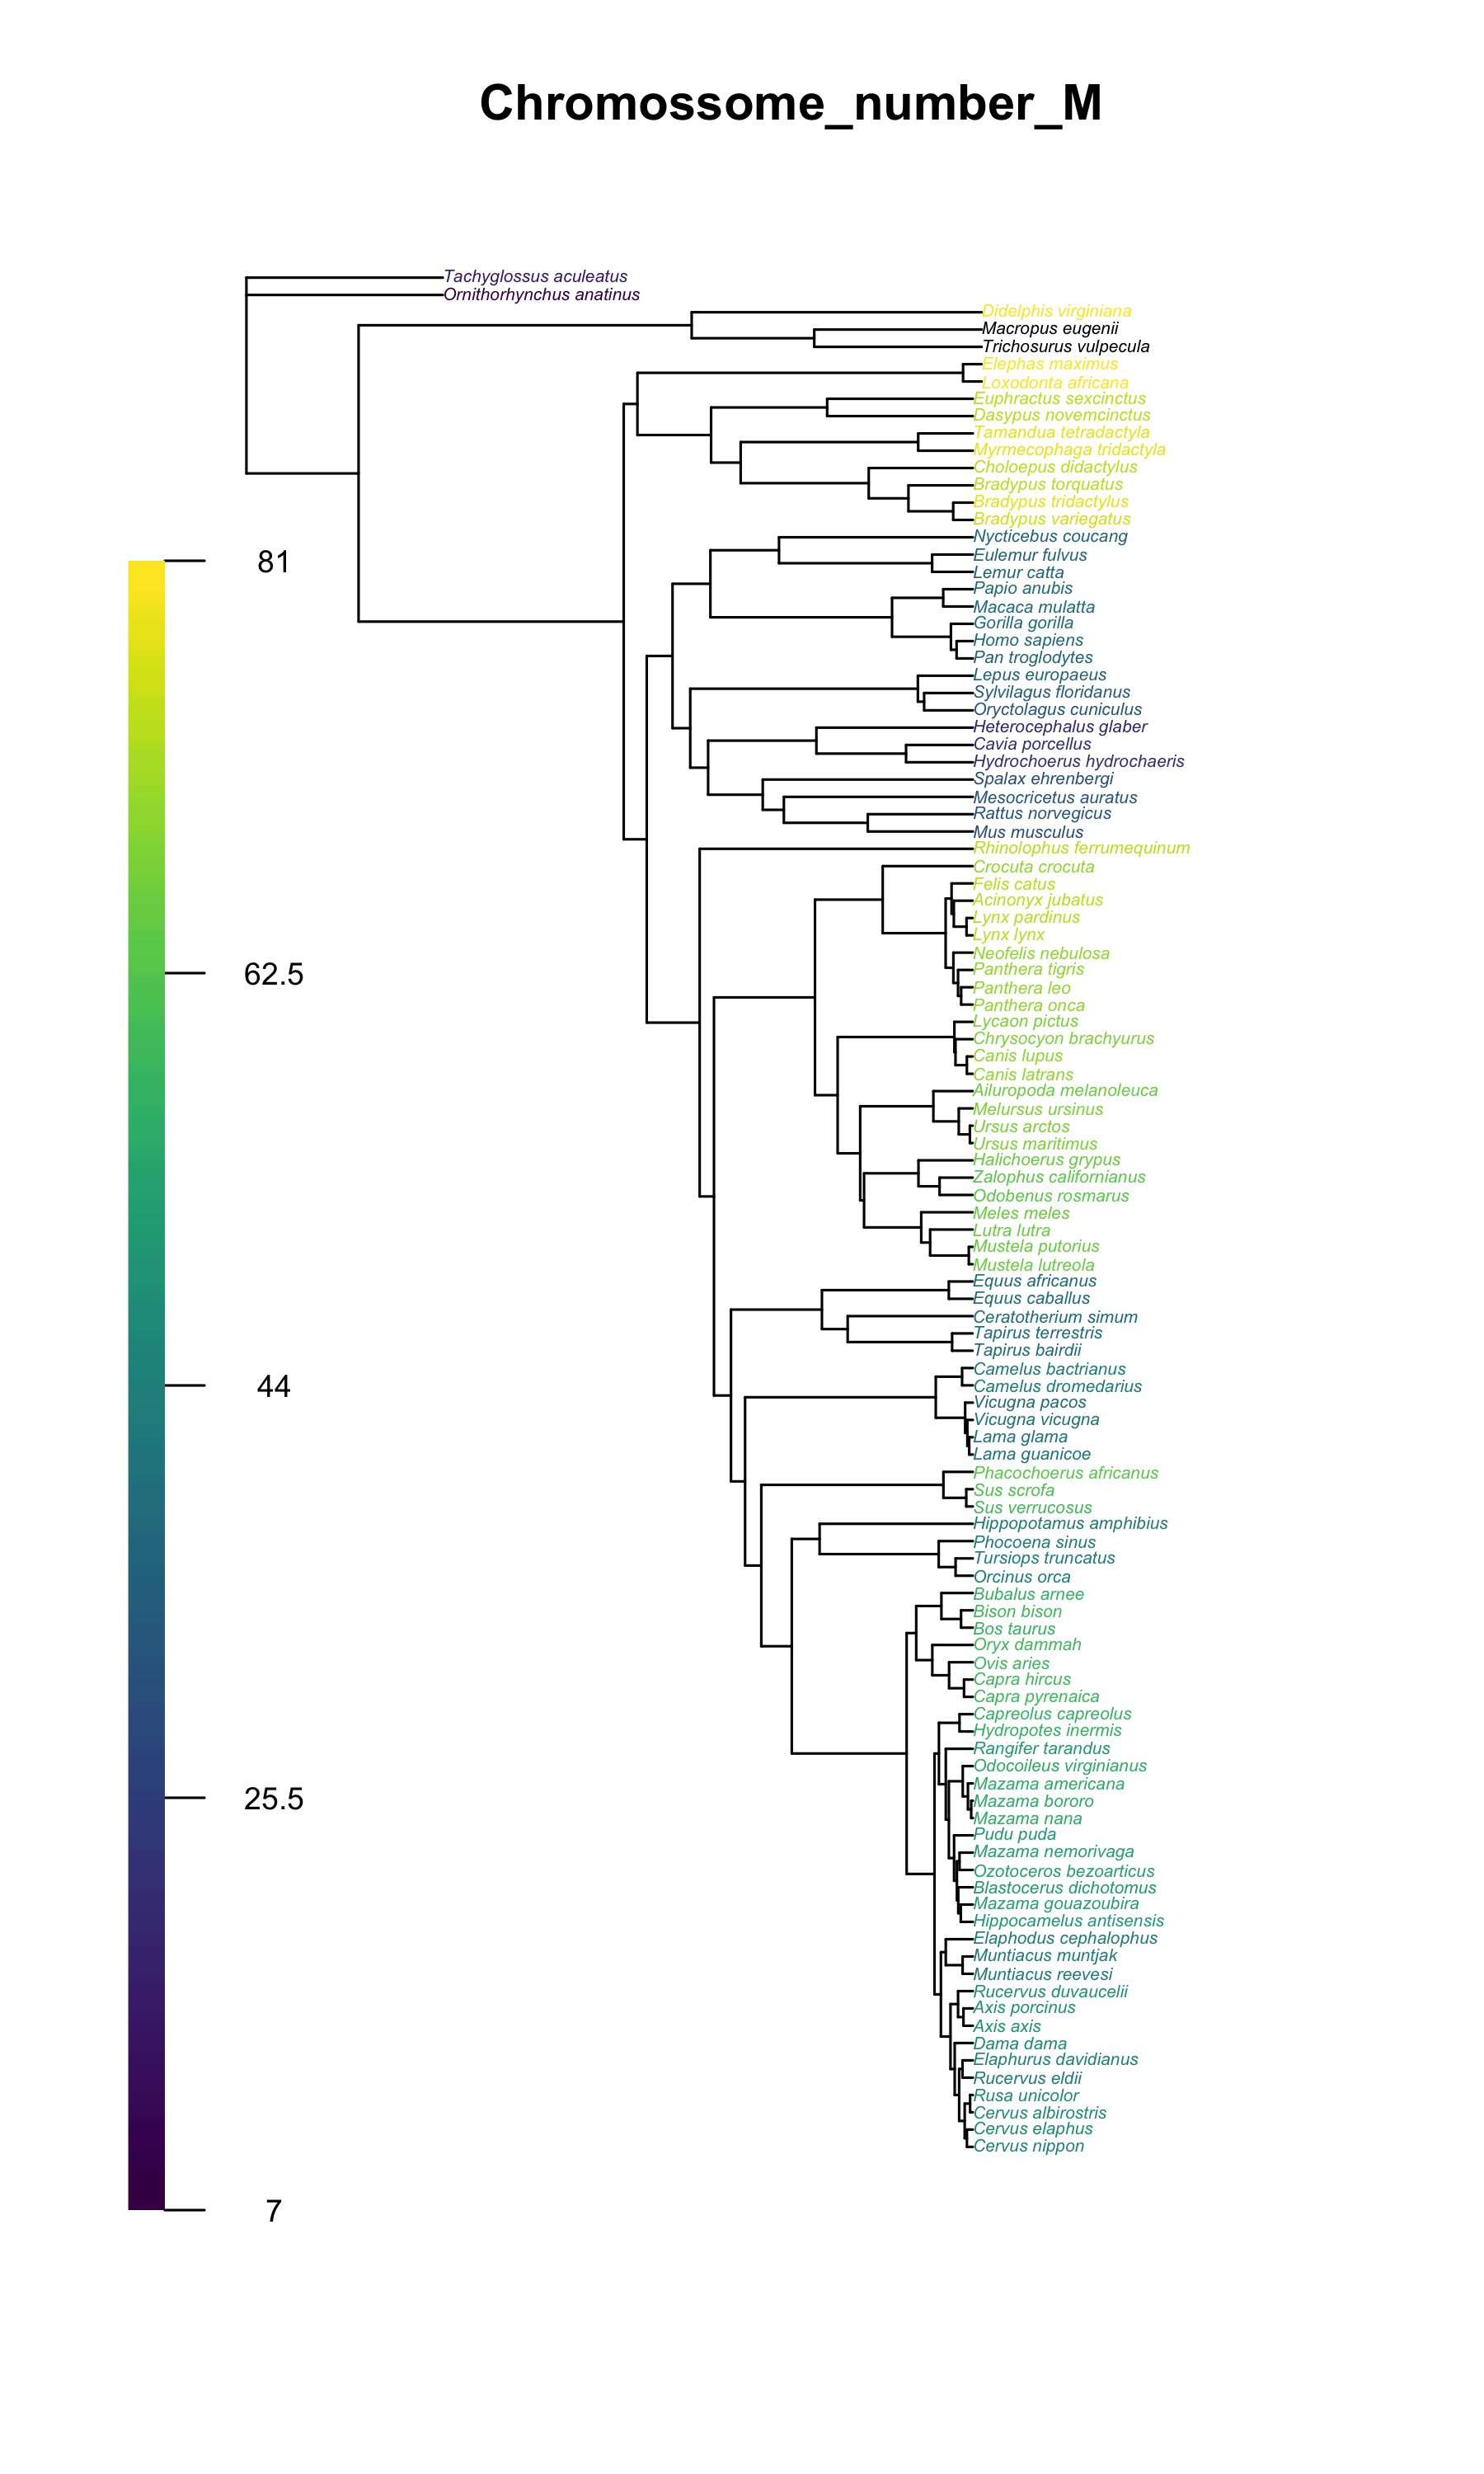 Chromossome_number_M
Tachyglossus aculeatus
Ornithorhynchus anatinus
Didelphis virginiana
Macropus eugenii
Trichosurus vulpecula
Elephas maximus
Loxodonta africana
Euphractus sexcinctus
Dasypus novemcinctus
Tamandua tetradactyla
Myrmecophaga tridactyla
Choloepus didactylus
Bradypus torquatus
Bradypus tridactylus
Bradypus variegatus
Nycticebus coucang
Eulemur fulvus
81
Lemur catta
Papio anubis
Macaca mulatta
Gorilla gorilla
Homo sapiens
Pan troglodytes
Lepus europaeus
Sylvilagus floridanus
Oryctolagus cuniculus
Heterocephalus glaber
Cavia porcellus
Hydrochoerus hydrochaeris
Spalax ehrenbergi
Mesocricetus auratus
Rattus norvegicus
Mus musculus
Rhinolophus ferrumequinum
Crocuta crocuta
Felis catus
Acinonyx jubatus
Lynx pardinus
Lynx lynx
Neofelis nebulosa
62.5
Panthera tigris
Panthera leo
Panthera onca
Lycaon pictus
Chrysocyon brachyurus
Canis lupus
Canis latrans
Ailuropoda melanoleuca
Melursus ursinus
Ursus arctos
Ursus maritimus
Halichoerus grypus
Zalophus californianus
Odobenus rosmarus
Meles meles
Lutra lutra
Mustela putorius
Mustela lutreola
Equus africanus
Equus caballus
Ceratotherium simum
Tapirus terrestris
Tapirus bairdii
Camelus bactrianus
44
Camelus dromedarius
Vicugna pacos
Vicugna vicugna
Lama glama
Lama guanicoe
Phacochoerus africanus
Sus scrofa
Sus verrucosus
Hippopotamus amphibius
Phocoena sinus
Tursiops truncatus
Orcinus orca
Bubalus arnee
Bison bison
Bos taurus
Oryx dammah
Ovis aries
Capra hircus
Capra pyrenaica
Capreolus capreolus
Hydropotes inermis
Rangifer tarandus
Odocoileus virginianus
Mazama americana
25.5
Mazama bororo
Mazama nana
Pudu puda
Mazama nemorivaga
Ozotoceros bezoarticus
Blastocerus dichotomus
Mazama gouazoubira
Hippocamelus antisensis
Elaphodus cephalophus
Muntiacus muntjak
Muntiacus reevesi
Rucervus duvaucelii
Axis porcinus
Axis axis
Dama dama
Elaphurus davidianus
Rucervus eldii
Rusa unicolor
Cervus albirostris
Cervus elaphus
Cervus nippon
7